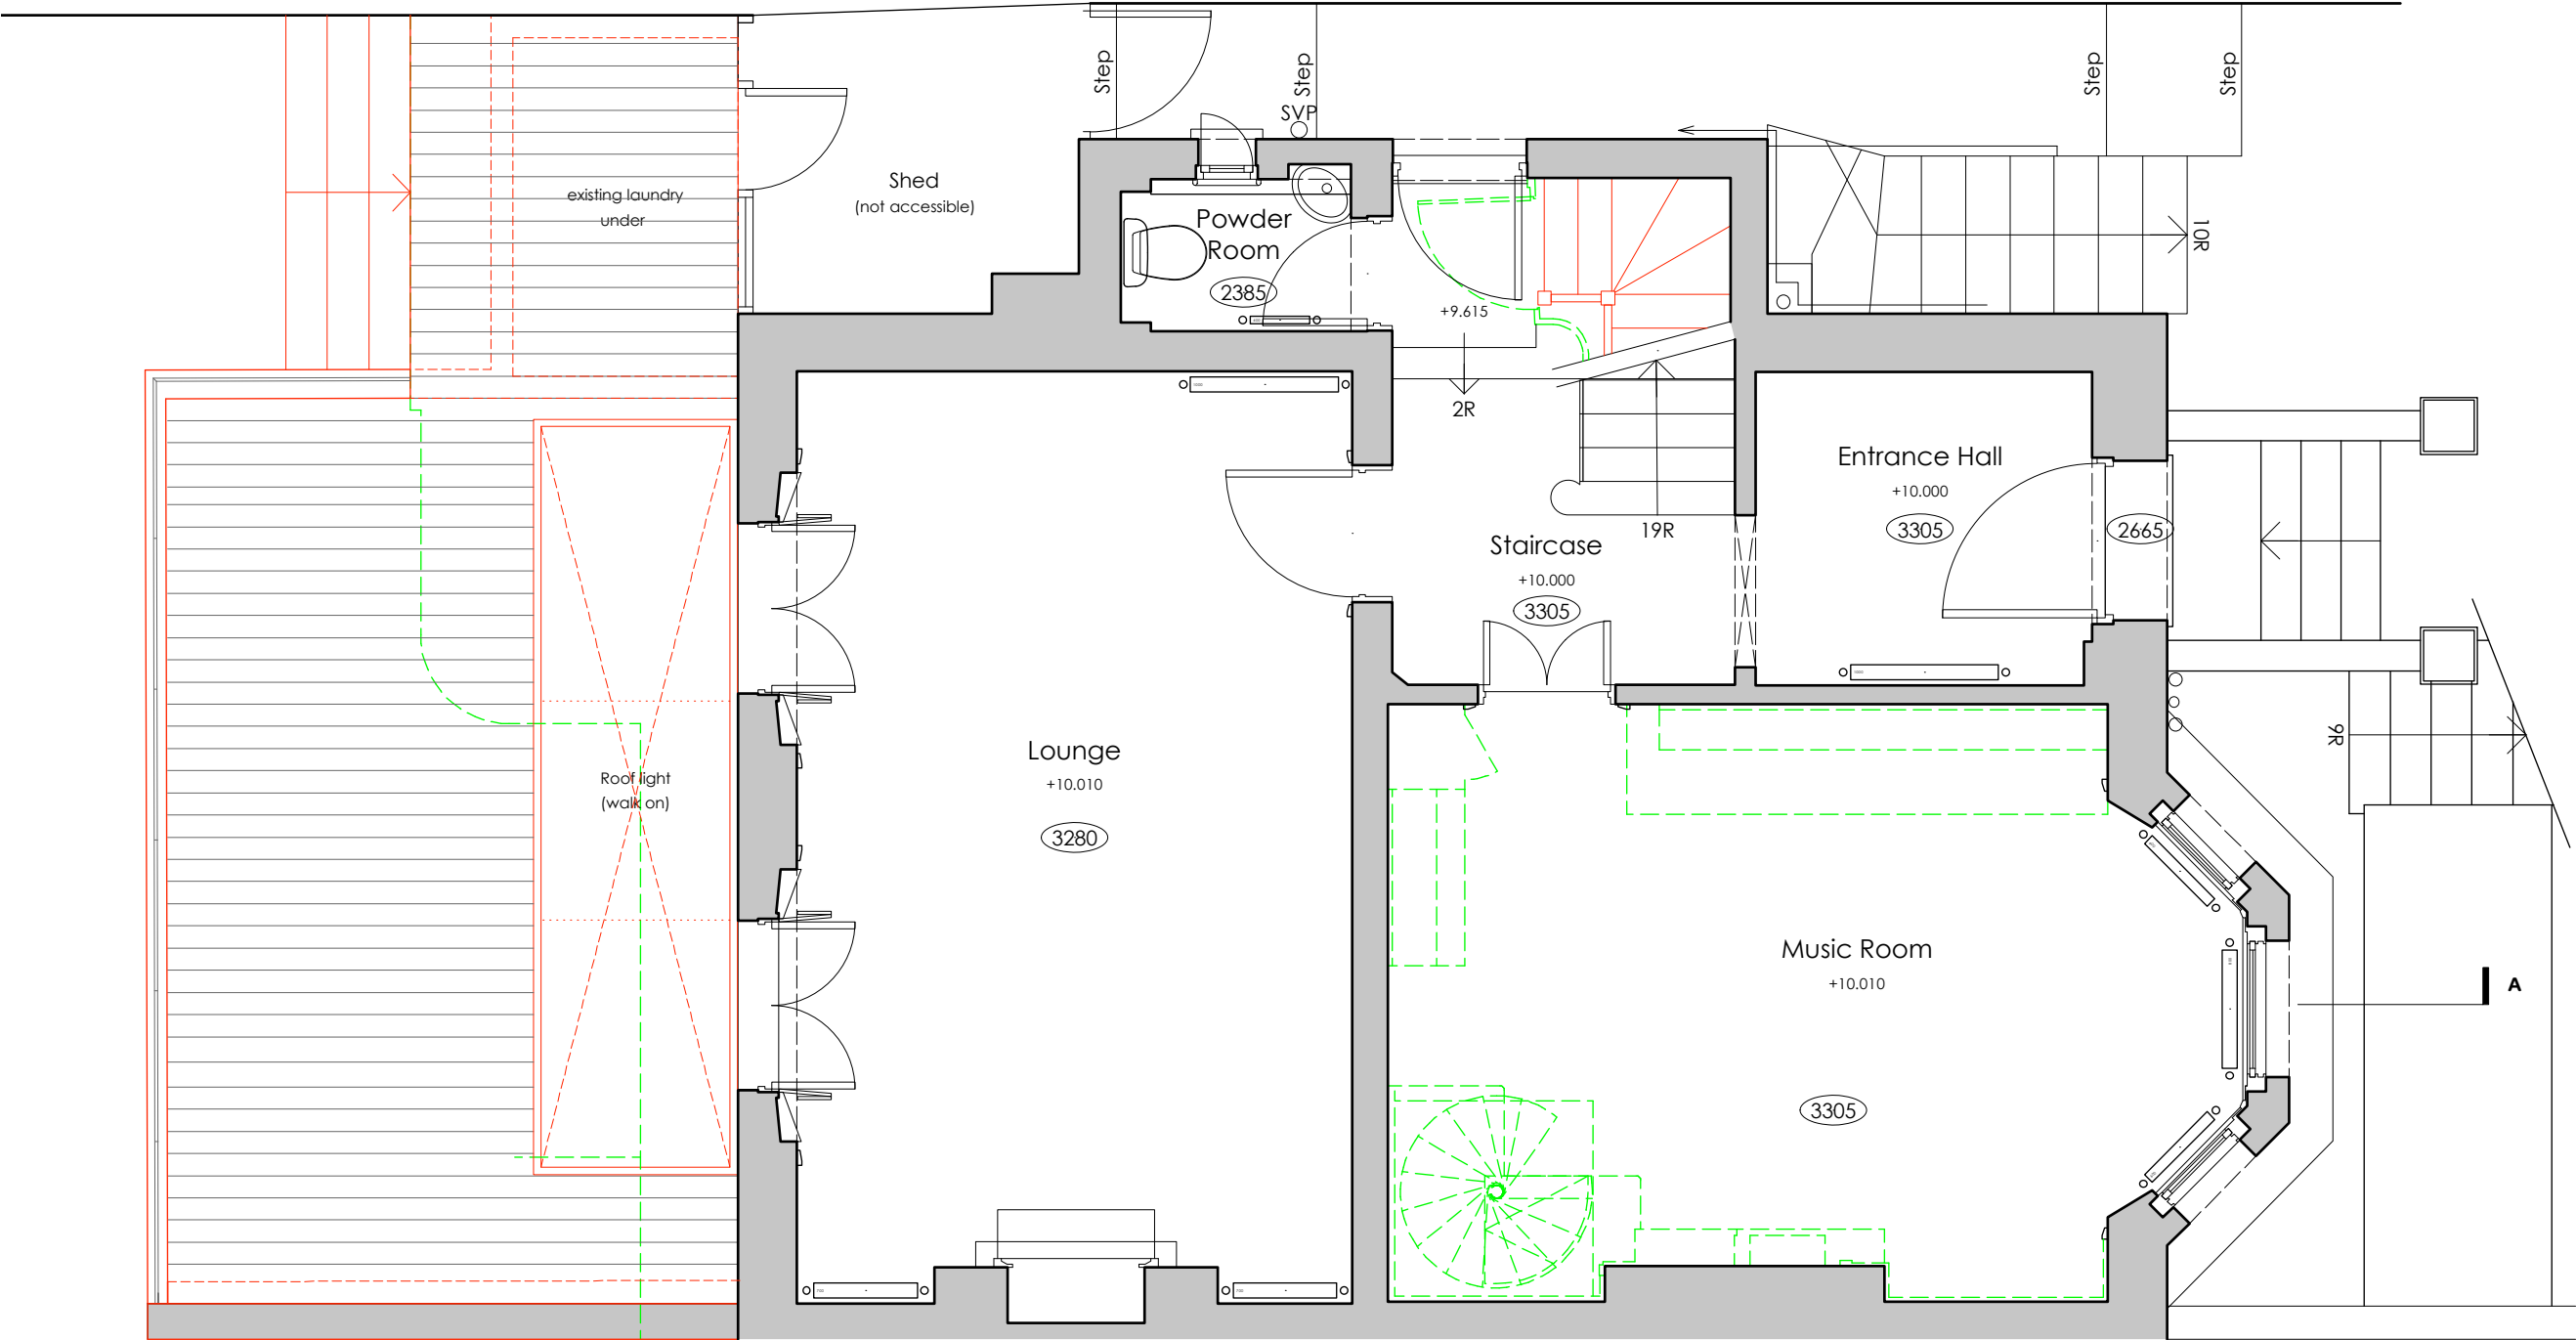 Step
Step
Step
Step
SVP
existing laundry
under
Shed
(not accessible)
Powder
Room
2385
+9.615
10R
2R
Entrance Hall
+10.000
3305
2665
19R
Staircase
+10.000
3305
9R
Lounge
+10.010
3280
Roof light
(walk on)
Music Room
+10.010
3305
A